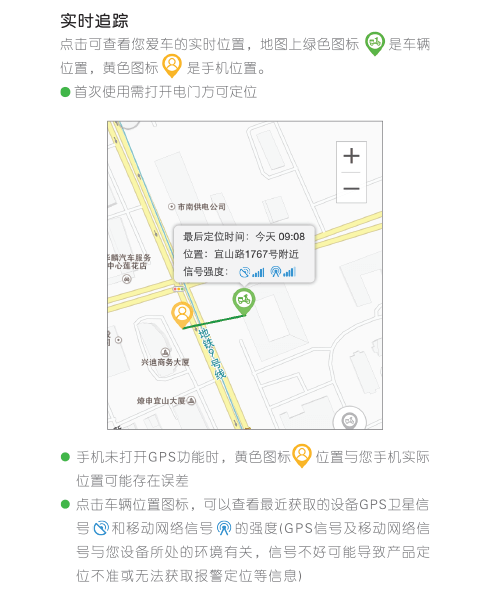 实时追踪
点击可查看您爱车的实时位置，地图上绿色图标 是车辆
位置，黄色图标 是手机位置。
首次使用需打开电门方可定位
市南供电公司
最后定位时间：今天 09:08
位置：宜山路1767号附近
信号强度：
麟汽车服务
中心莲花店
地铁9号线
兴迪商务大厦
燎申宜山大厦
手机未打开GPS功能时，黄色图标 位置与您手机实际
位置可能存在误差
点击车辆位置图标，可以查看最近获取的设备GPS卫星信
号 和移动网络信号 的强度(GPS信号及移动网络信
号与您设备所处的环境有关，信号不好可能导致产品定
位不准或无法获取报警定位等信息)